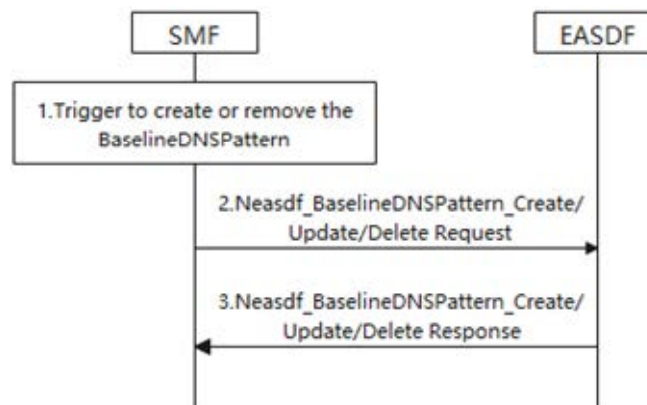 SMF
EASDF
1.Trigger to create or remove the
BaselineDNSPattern
2.Neasdf_BaselineDNSPattern_Create/
Update/Delete Request
3.Neasdf_BaselineDNSPattern_Create/
Update/Delete Response